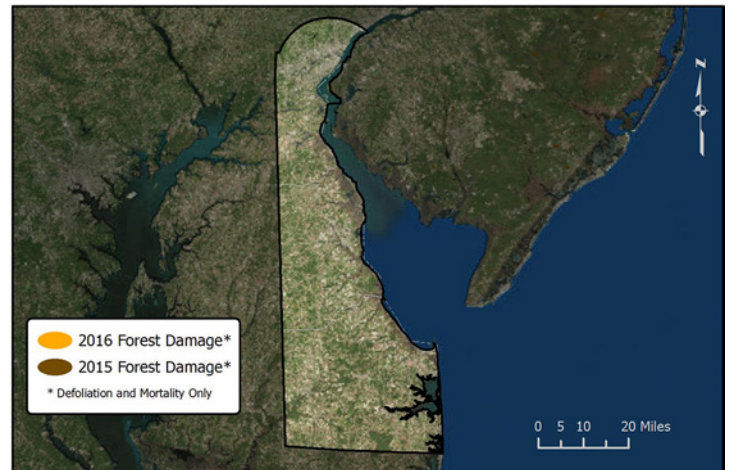 N
2016 Forest Damage*
2015 Forest Damage*
* Defoliation and Mortality Only
0 5 10 20 Miles